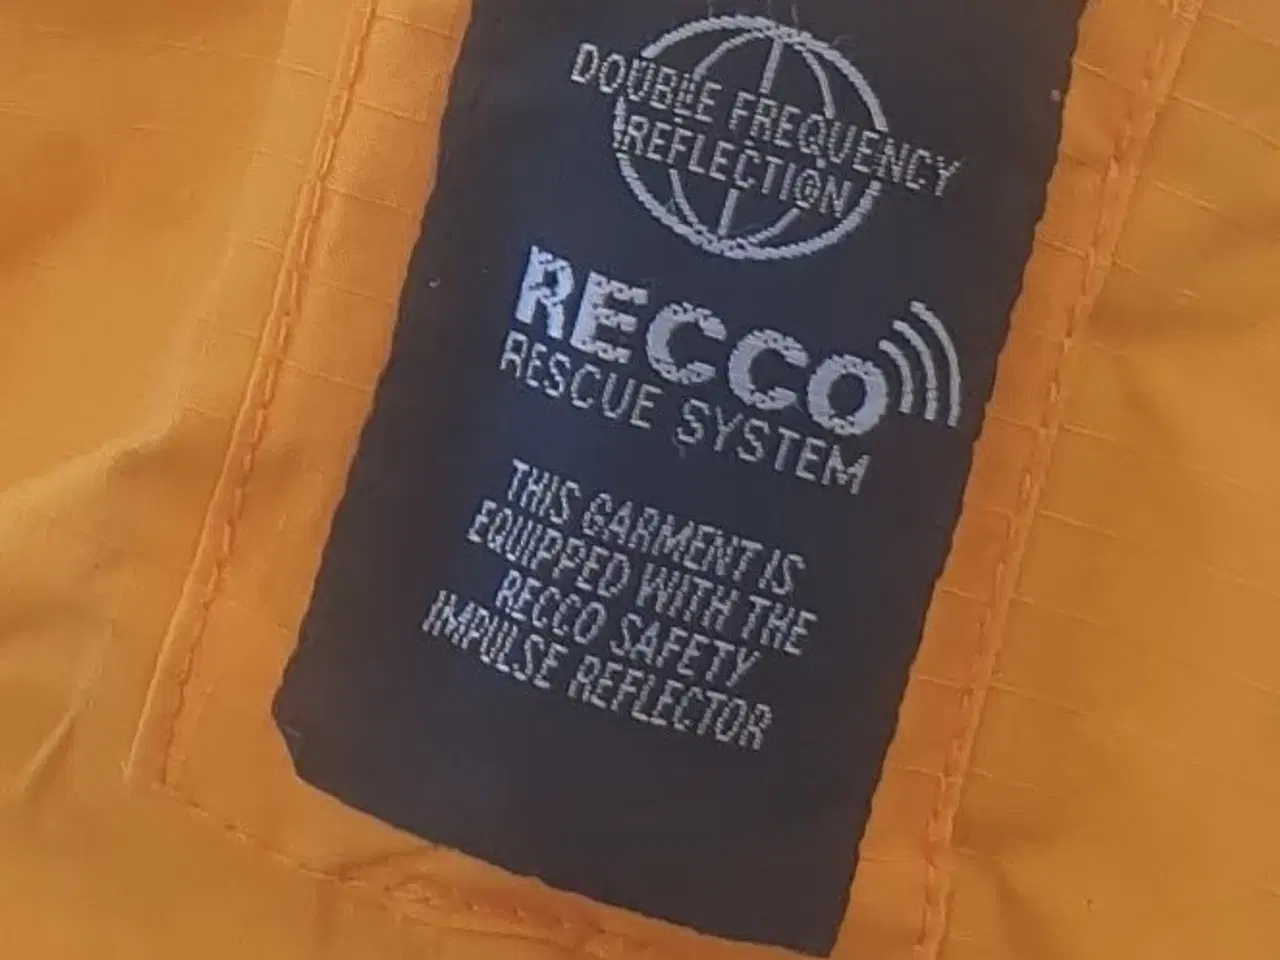 DOUBLE FREQUENCY
REFLECTION
RECCO
RESCUE SYSTEM
THIS GARMENT IS
EQUIPPED WITH THE
RECCO SAFETY
IMPULSE REFLECTOR